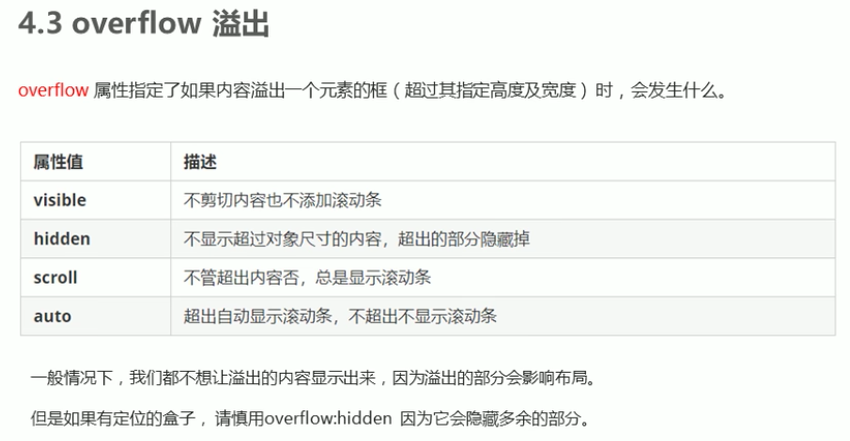 4.3 overflow 溢出
overflow 属性指定了如果内容溢出一个元素的框（超过其指定高度及宽度）时，会发生什么。
属性值 描述
visible 不剪切内容也不添加滚动条
hidden 不显示超过对象尺寸的内容，超出的部分隐藏掉
scroll 不管超出内容否，总是显示滚动条
auto 超出自动显示滚动条，不超出不显示滚动条
一般情况下，我们都不想让溢出的内容显示出来，因为溢出的部分会影响布局。
但是如果有定位的盒子，请慎用overflow:hidden 因为它会隐藏多余的部分。